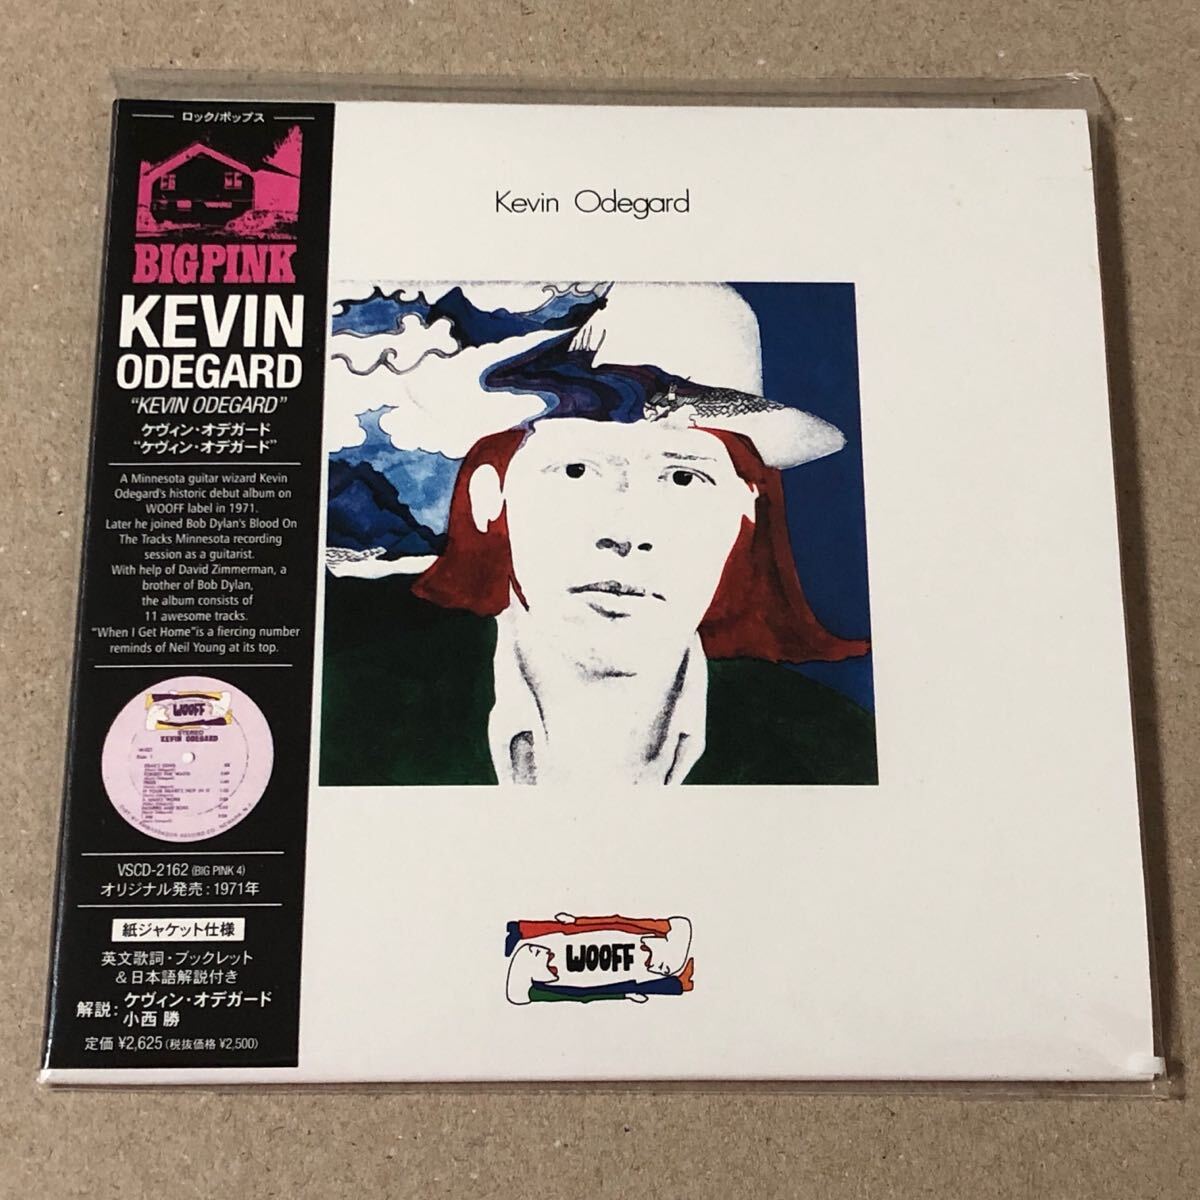 ロック/ポップス
BIG PINK
KEVIN
ODEGARD
"KEVIN ODEGARD"
ケヴィン・オデガード
"ケヴィン・オデガード"
A Minnesota guitar wizard Kevin
Odegard's historic debut album on
WOOFF label in 1971.
Later he joined Bob Dylan's Blood On
The Tracks Minnesota recording
session as a guitarist.
With help of David Zimmerman, a
brother of Bob Dylan,
the album consists of
11 awesome tracks.
"When I Get Home"is a fiercing number
reminds of Neil Young at its top.
WOOFF
STEREO
KEVIN ODEGARD
VSCD-2162 (BIG PINK 4)
オリジナル発売：1971年
紙ジャケット仕様
英文歌詞・ブックレット
＆日本語解説付き
解説：ケヴィン・オデガード
小西 勝
定価 ¥2,625（税抜価格 ¥2,500）
Kevin Odegard
WOOFF